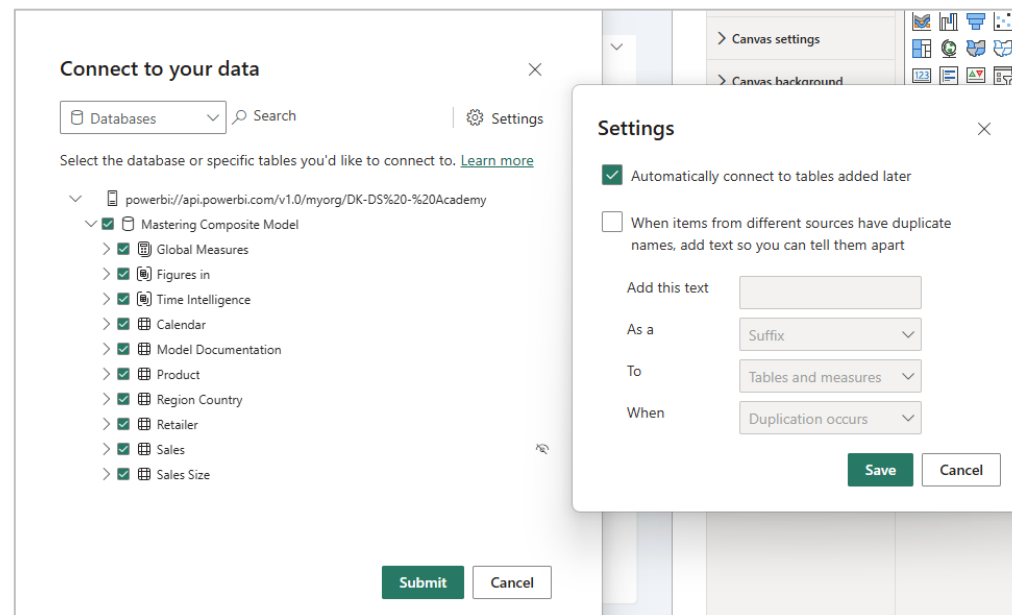 Connect to your data
Databases
Search
Settings
Select the database or specific tables you'd like to connect to. Learn more
powerbi://api.powerbi.com/v1.0/myorg/DK-DS%20-%20Academy
Mastering Composite Model
Global Measures
Figures in
Time Intelligence
Calendar
Model Documentation
Product
Region Country
Retailer
Sales
Sales Size
Submit
Cancel
Canvas settings
Canvas background
123
Settings
Automatically connect to tables added later
When items from different sources have duplicate
names, add text so you can tell them apart
Add this text
As a
Suffix
To
Tables and measures
When
Duplication occurs
Save
Cancel